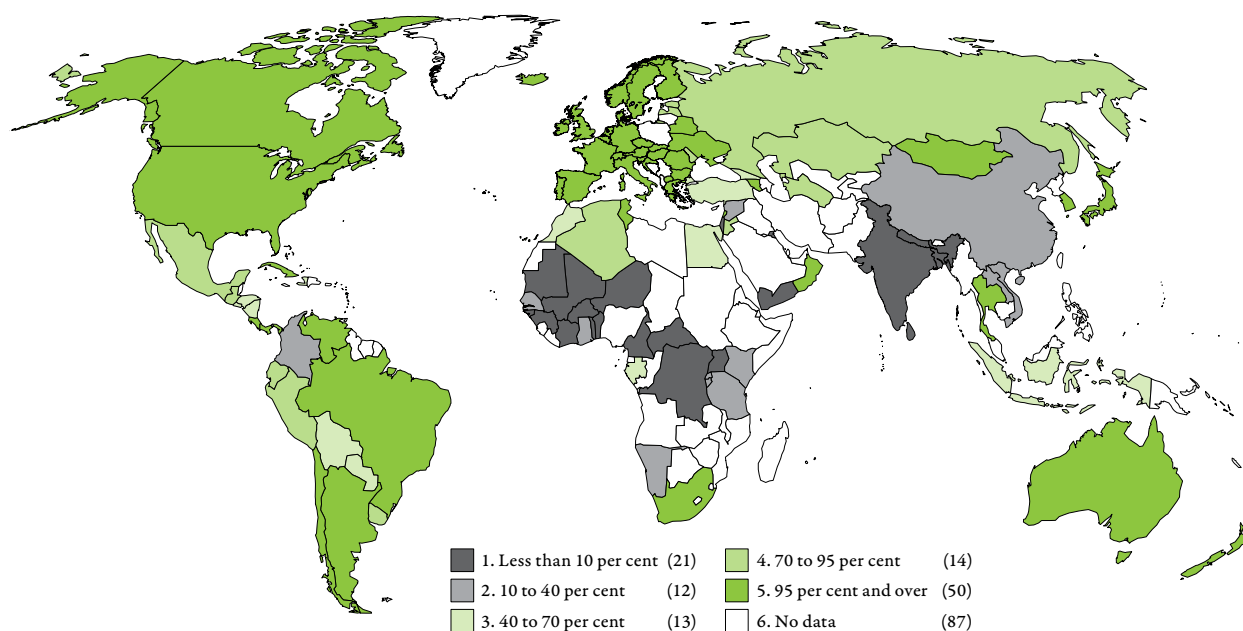 1. Less than 10 per cent (21)
2. 10 to 40 per cent (12)
3. 40 to 70 per cent (13)
4. 70 to 95 per cent (14)
5. 95 per cent and over (50)
6. No data (87)